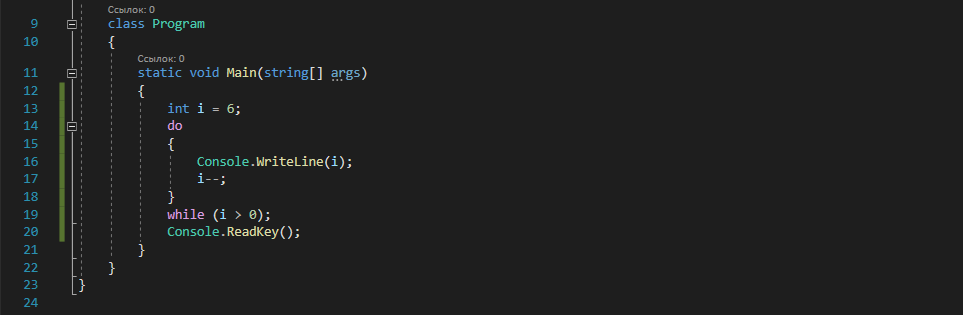 Ссылок: 0
9 class Program
10 {
Ссылок: 0
11 static void Main(string[] args)
12 {
13 int i = 6;
14 do
15 {
16 Console.WriteLine(i);
17 i--;
18 }
19 while (i > 0);
20 Console.ReadKey();
21 }
22 }
23 }
24